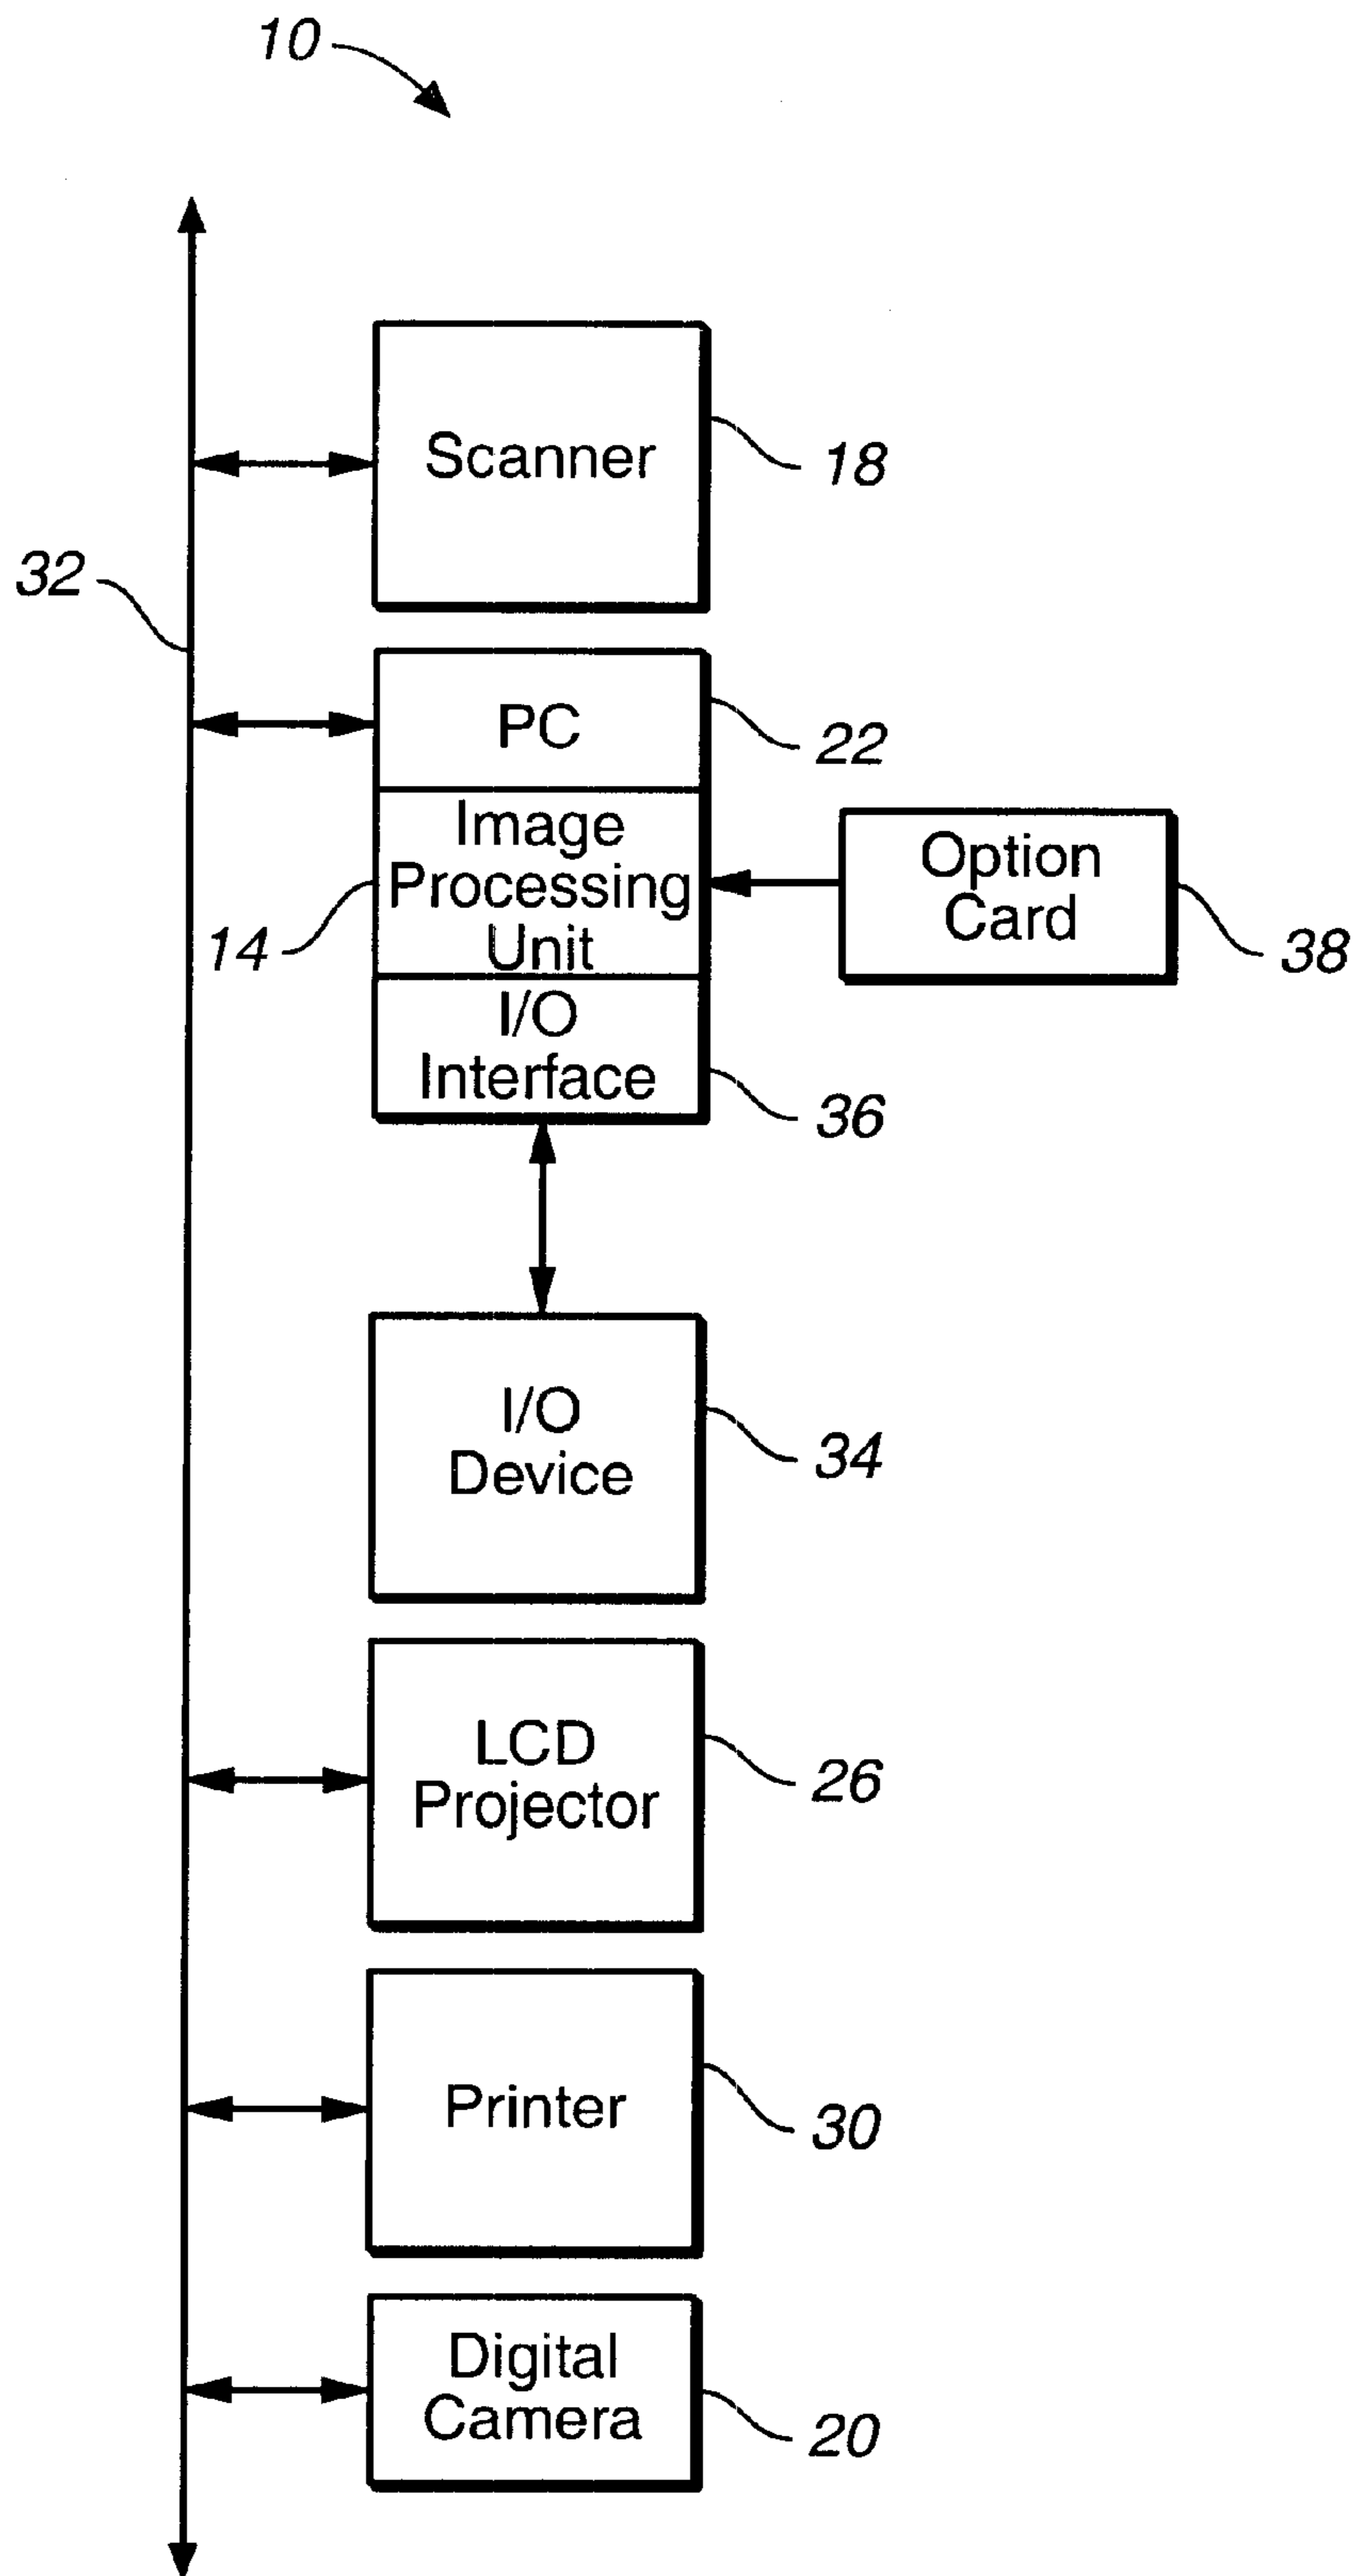 10
Scanner
18
32
PC
22
Image
Processing
Unit
14
Option
Card
38
I/O
Interface
36
I/O
Device
34
LCD
Projector
26
Printer
30
Digital
Camera
20